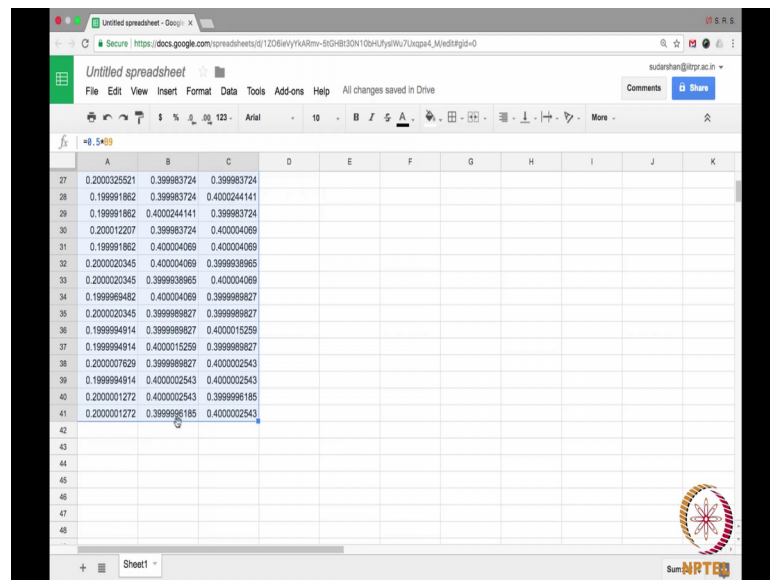 Untitled spreadsheet - Google
S. R. S.
Secure https://docs.google.com/spreadsheets/d/1ZO6ieVyYkARmv-5tGHBt30N10bHUfyslWu7Uxqpa4_M/edit#gid=0
Untitled spreadsheet
sudarshan@iitrpr.ac.in
File Edit View Insert Format Data Tools Add-ons Help All changes saved in Drive
Comments Share
$ % .0 .00 123 Arial 10 B I S A More
fx =0.5*B9
A B C D E F G H I J K
27 0.2000325521 0.399983724 0.399983724
28 0.199991862 0.399983724 0.4000244141
29 0.199991862 0.4000244141 0.399983724
30 0.200012207 0.399983724 0.400004069
31 0.199991862 0.400004069 0.400004069
32 0.2000020345 0.400004069 0.3999938965
33 0.2000020345 0.3999938965 0.400004069
34 0.1999969482 0.400004069 0.3999989827
35 0.2000020345 0.3999989827 0.3999989827
36 0.1999994914 0.3999989827 0.4000015259
37 0.1999994914 0.4000015259 0.3999989827
38 0.2000007629 0.3999989827 0.4000002543
39 0.1999994914 0.4000002543 0.4000002543
40 0.2000001272 0.4000002543 0.3999996185
41 0.2000001272 0.3999996185 0.4000002543
42
43
44
45
46
47
48
+ Sheet1
Sum:
NPTEL